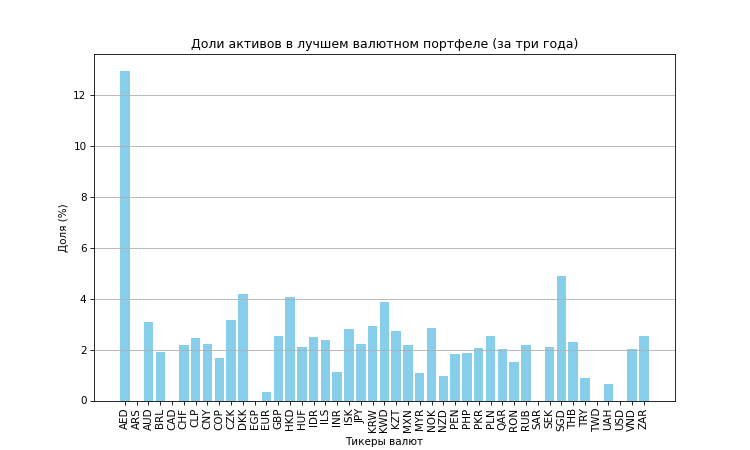 Доли активов в лучшем валютном портфеле (за три года)
Доля (%)
12
10
8
6
4
2
0
AED ARS AUD BRL CAD CHF CLP CNY COP CZK DKK EGP EUR GBP HKD HUF IDR ILS INR ISK JPY KRW KWD KZT MXN MYR NOK NZD PEN PHP PKR PLN QAR RON RUB SAR SEK SGD THB TRY TWD UAH USD VND ZAR
Тикеры валют